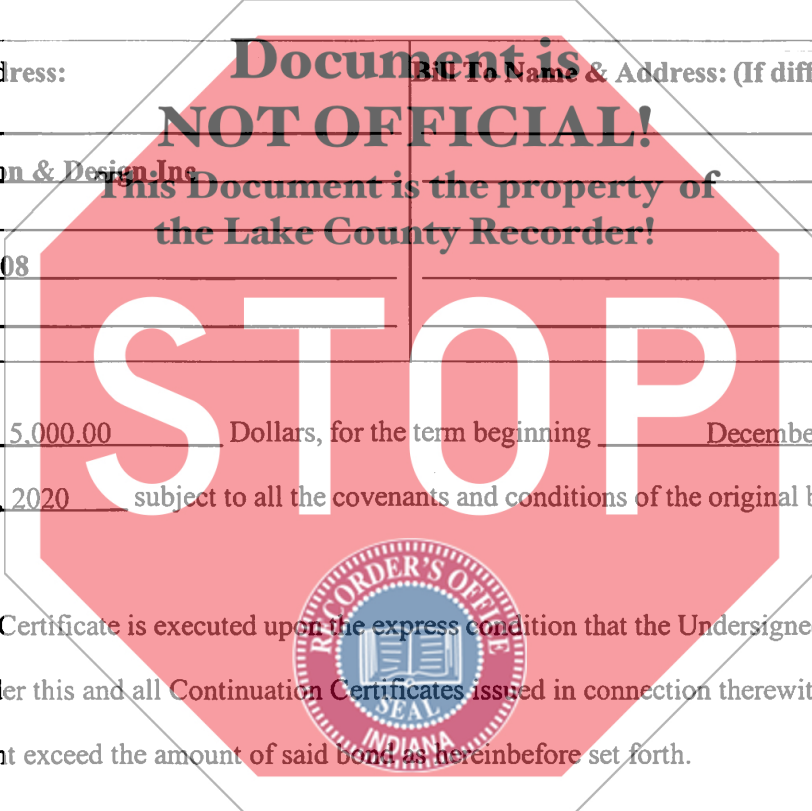 Document is
dress: Bill To Name & Address: (If diff
NOT OFFICIAL!
on & Design Inc
This Document is the property of
the Lake County Recorder!
08
STOP
5,000.00 Dollars, for the term beginning Decembe
2020 subject to all the covenants and conditions of the original b
RECORDER'S OFFICE
Certificate is executed upon the express condition that the Undersigne
er this and all Continuation Certificates issued in connection therewit
SEAL
INDIANA
t exceed the amount of said bond as hereinbefore set forth.